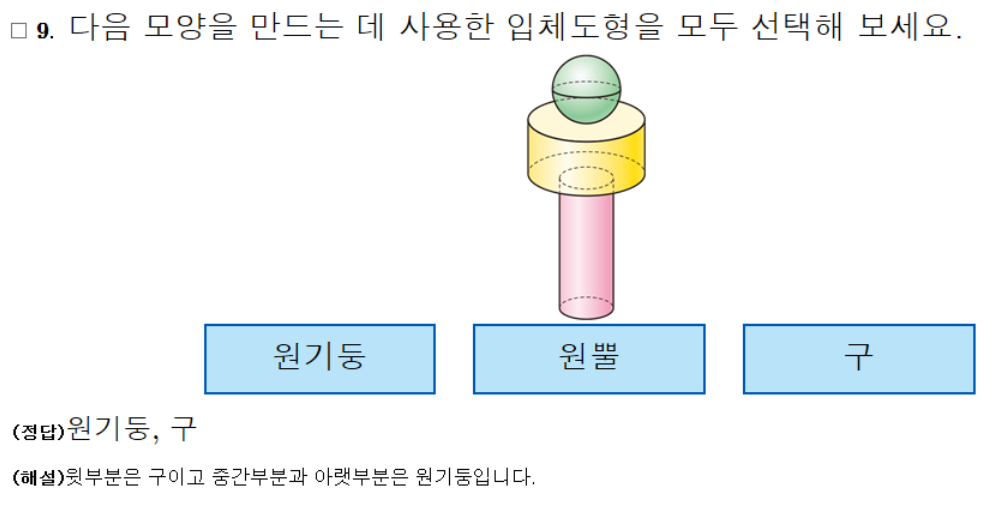 □ 9. 다음 모양을 만드는 데 사용한 입체도형을 모두 선택해 보세요.
원기둥 원뿔 구
(정답)원기둥, 구
(해설)윗부분은 구이고 중간부분과 아랫부분은 원기둥입니다.